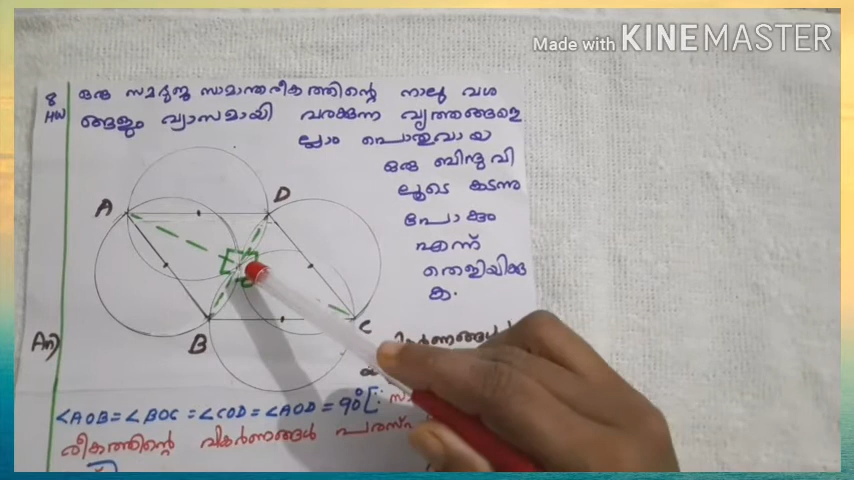 Made with KINEMASTER
8 ഒരു സമഭുജ സാമാന്തരീകത്തിന്റെ നാലു വശ
HW ങ്ങളും വ്യാസമായി വരക്കുന്ന വൃത്തങ്ങളെ
ല്ലാം പൊതുവായ
ഒരു ബിന്ദുവി
ലൂടെ കടന്നു
പോകും
എന്ന്
തെളിയിക്കു
ക.
A
D
B
C
An)
∠AOB = ∠BOC = ∠COD = ∠AOD = 90° [∵
രീകത്തിന്റെ വികർണങ്ങൾ